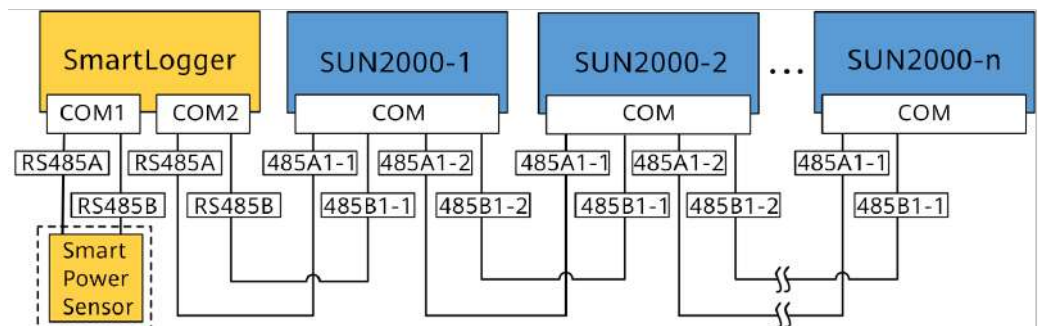 SmartLogger
SUN2000-1
SUN2000-2
...
SUN2000-n
COM1
COM2
COM
COM
COM
RS485A
RS485A
485A1-1
485A1-2
485A1-1
485A1-2
485A1-1
RS485B
RS485B
485B1-1
485B1-2
485B1-1
485B1-2
485B1-1
Smart
Power
Sensor